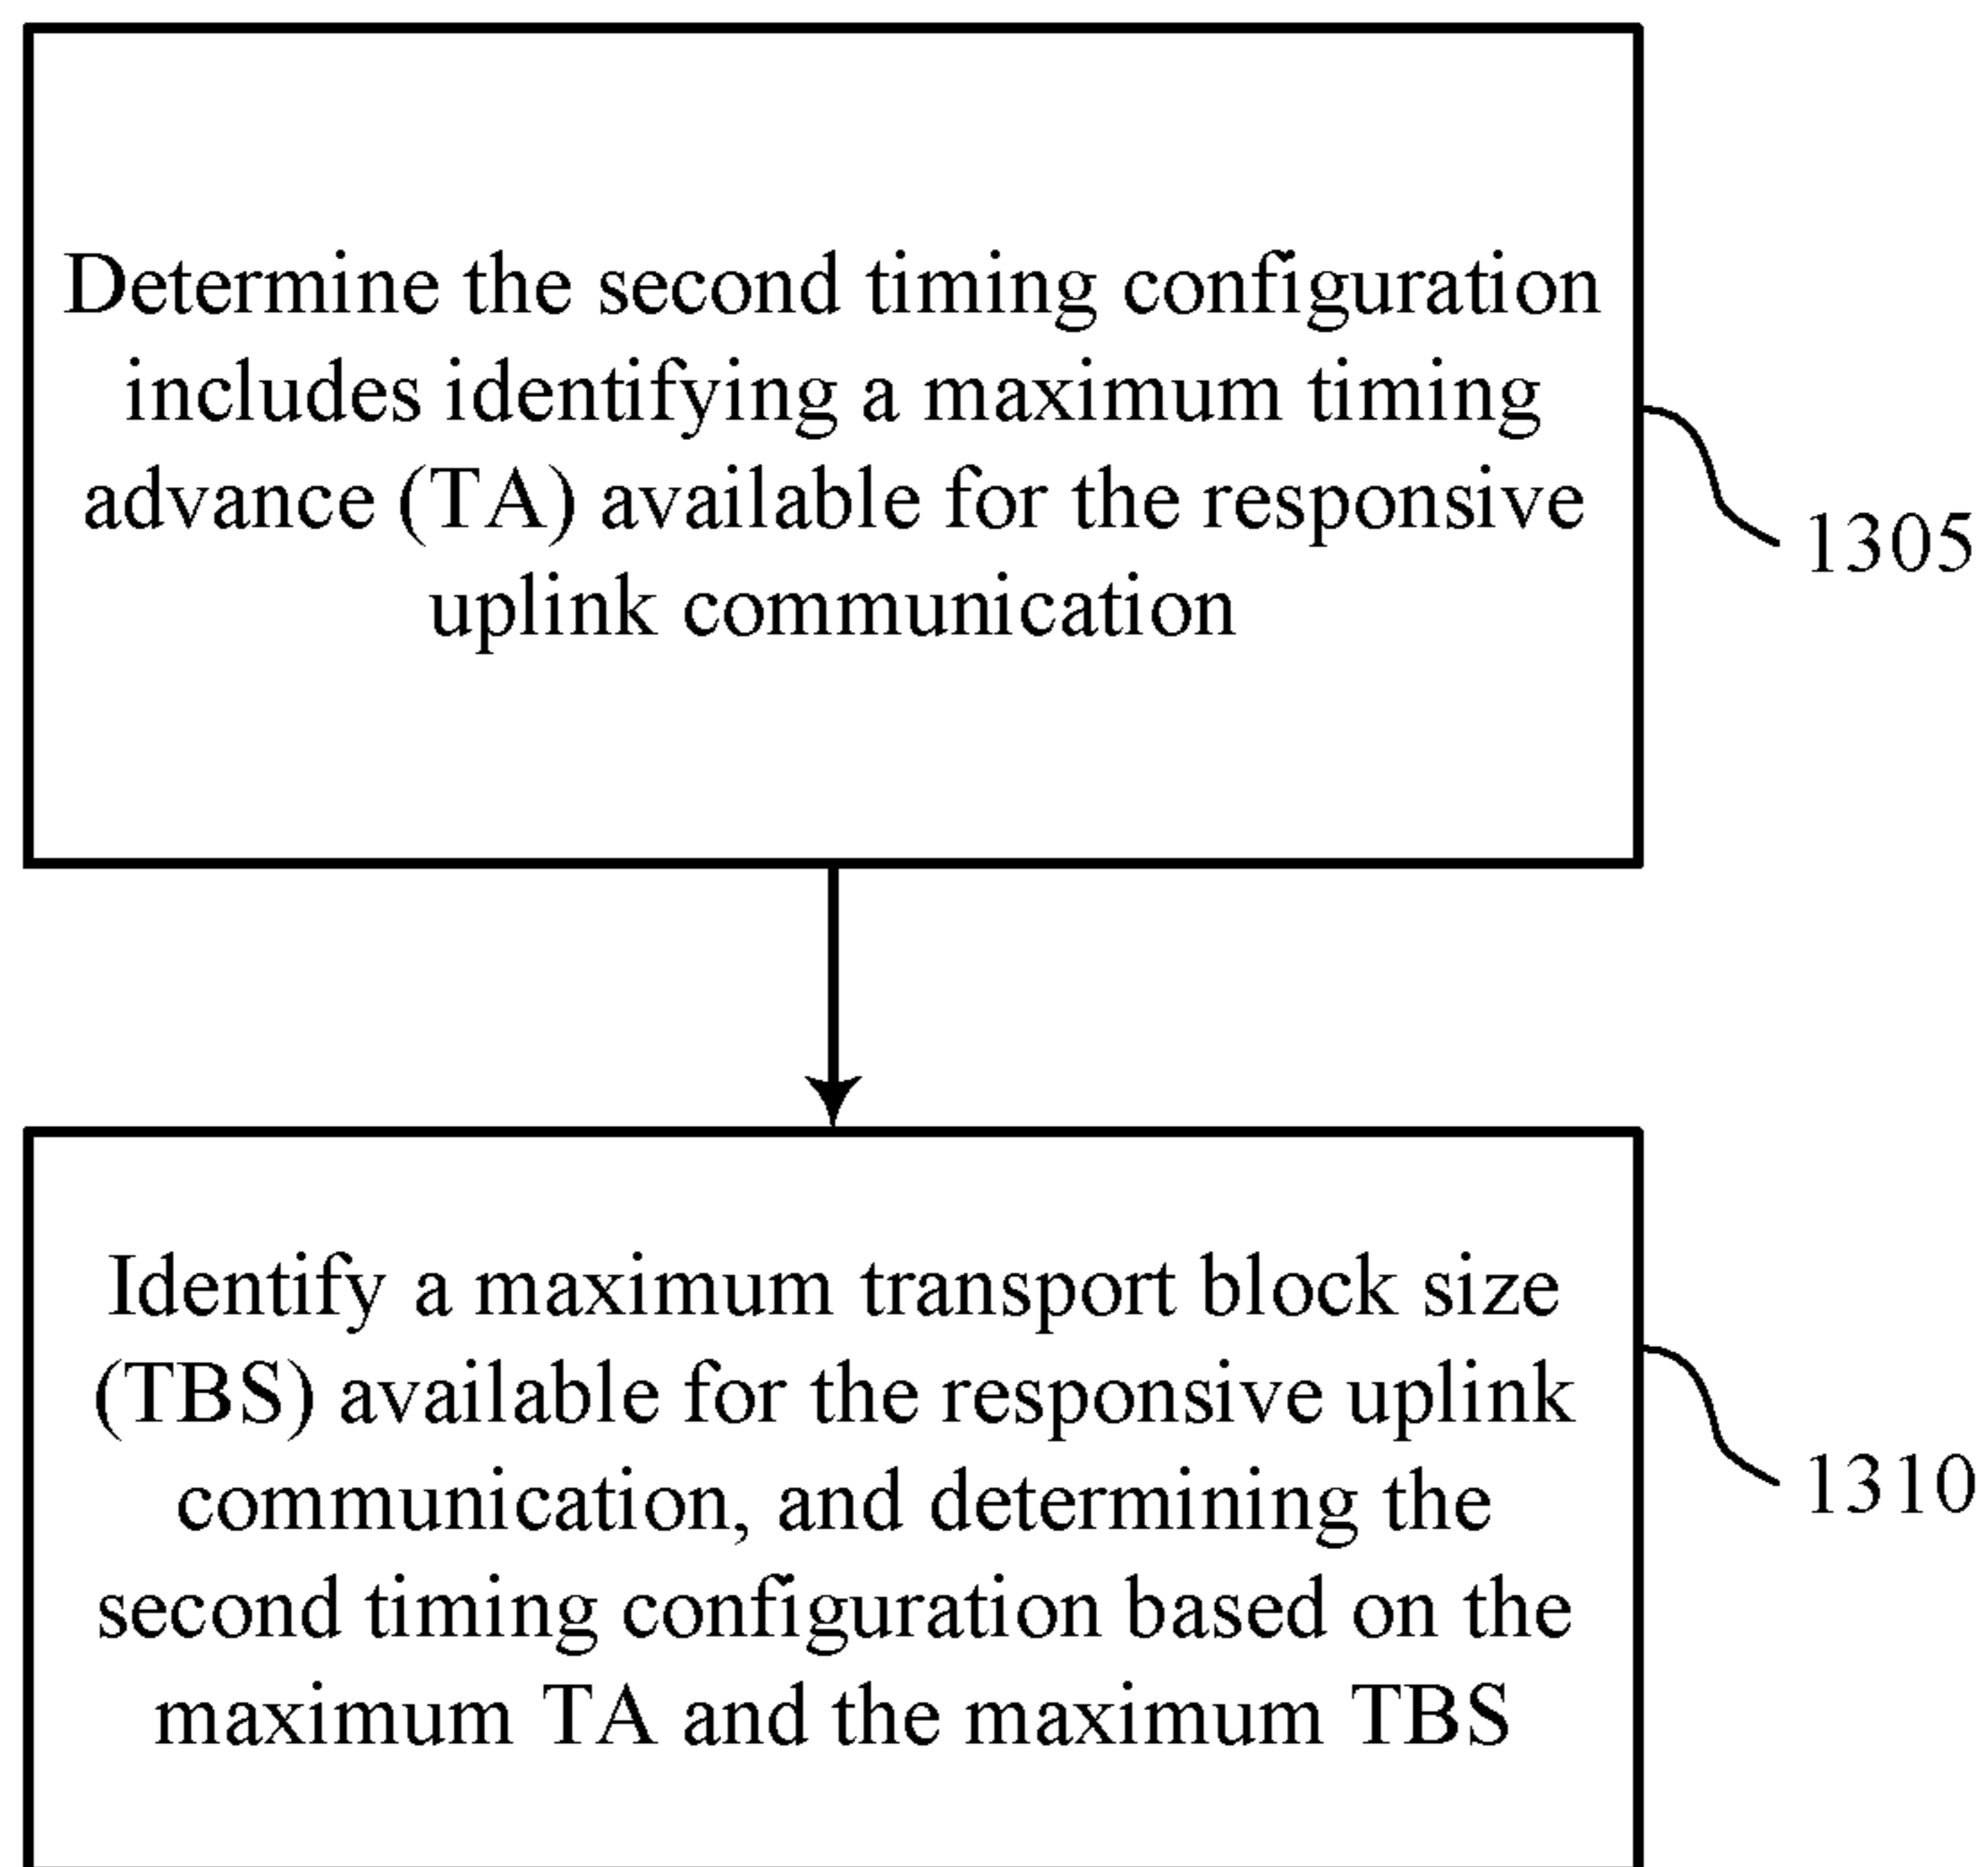 Determine the second timing configuration
includes identifying a maximum timing
advance (TA) available for the responsive
uplink communication
1305
Identify a maximum transport block size
(TBS) available for the responsive uplink
communication, and determining the
second timing configuration based on the
maximum TA and the maximum TBS
1310